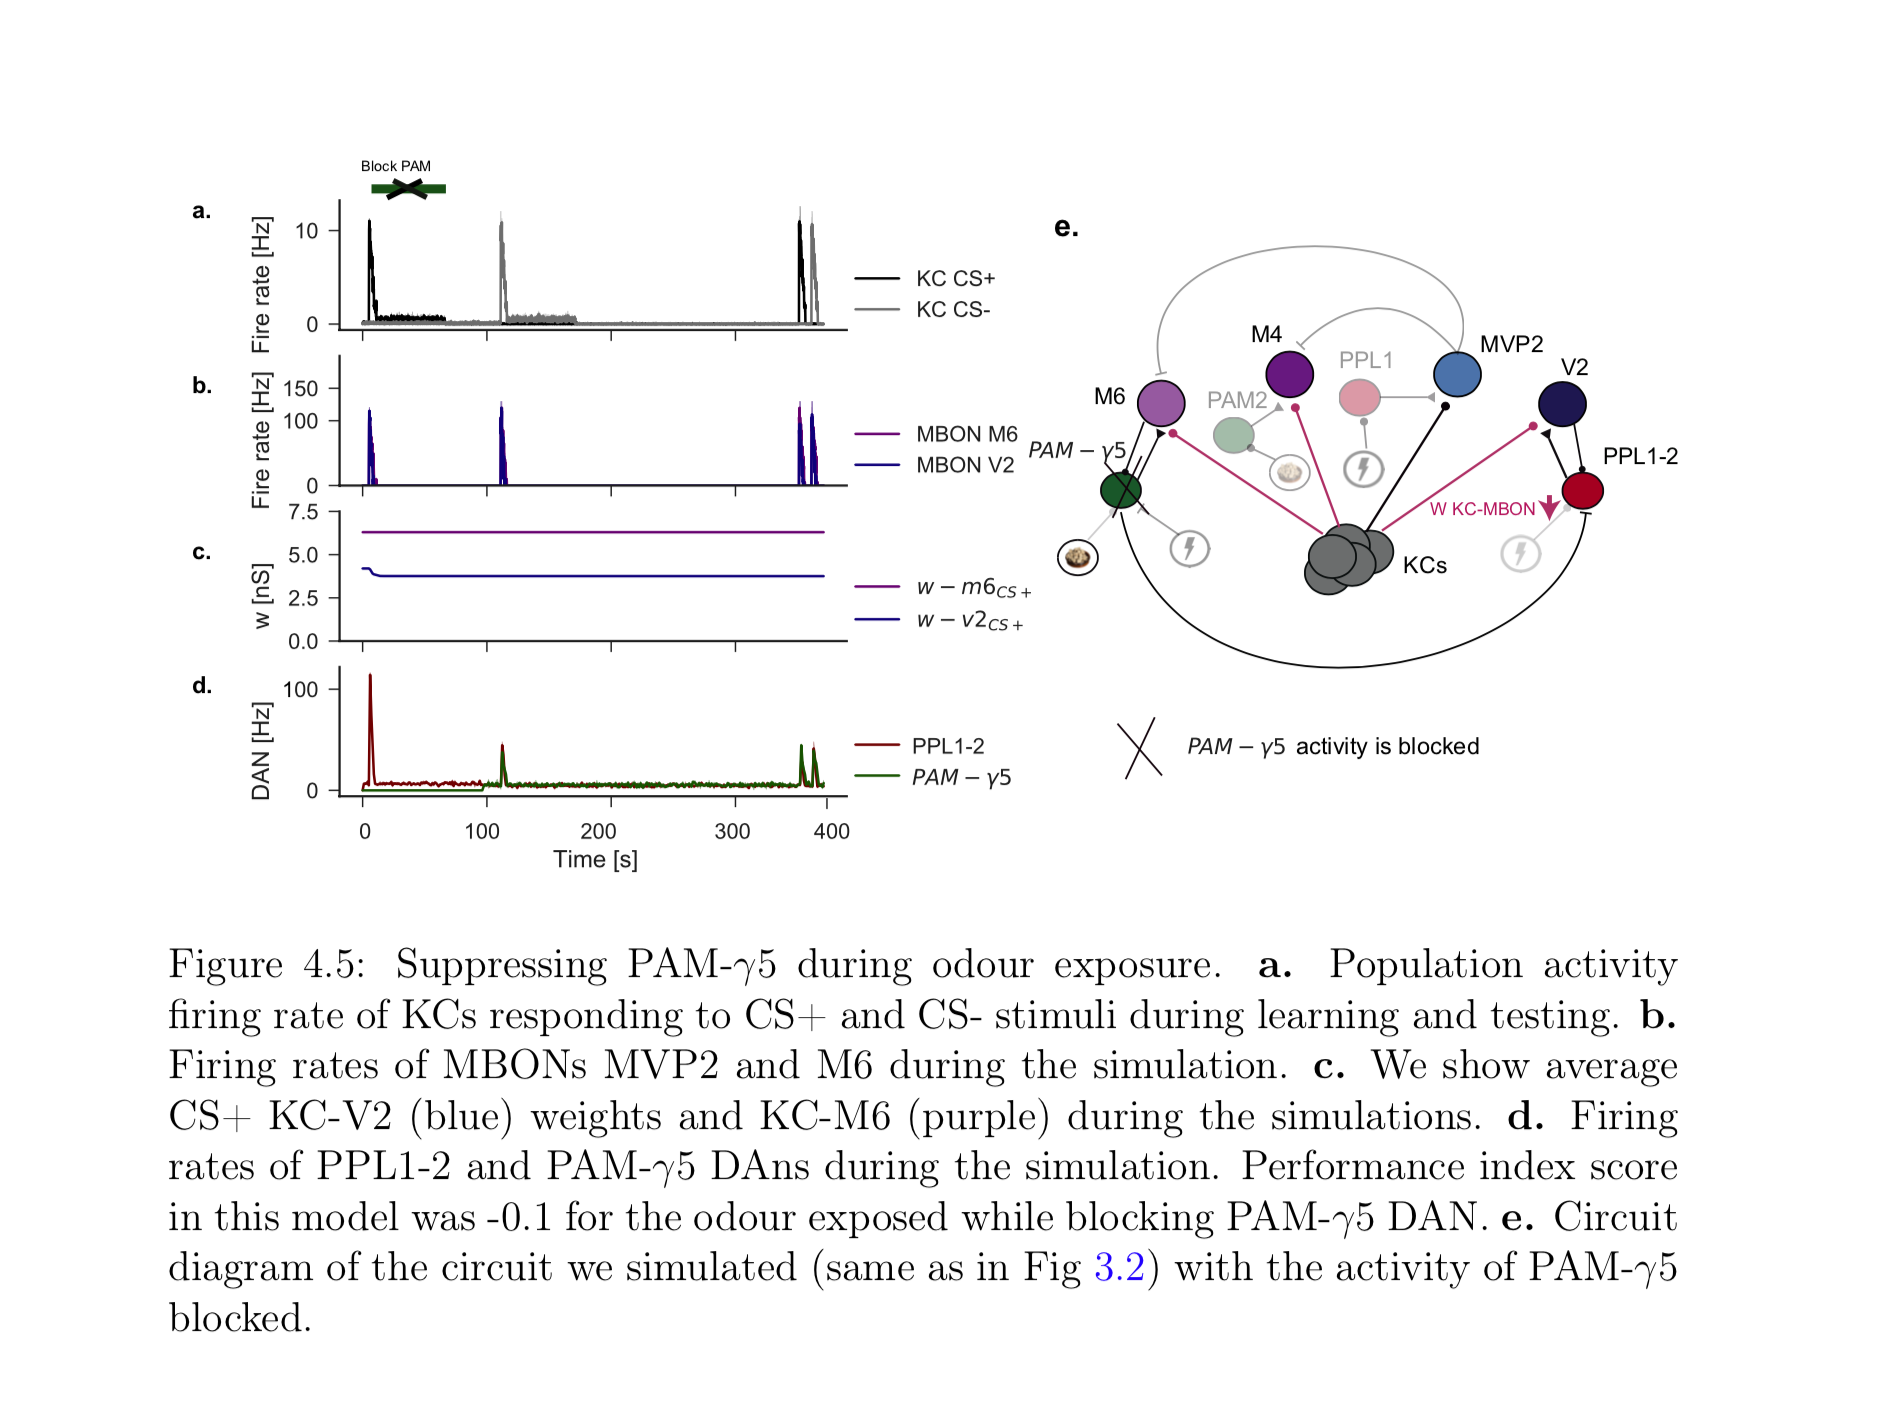 Block PAM
a.
Fire rate [Hz]
10
0
KC CS+
KC CS-
b.
Fire rate [Hz]
150
100
0
MBON M6
MBON V2
c.
w [nS]
7.5
5.0
2.5
0.0
w − m6CS +
w − v2CS +
d.
DAN [Hz]
100
0
PPL1-2
PAM − γ5
0 100 200 300 400
Time [s]
e.
M4
MVP2
PPL1
V2
M6
PAM2
PAM − γ5
PPL1-2
W KC-MBON
KCs
PAM − γ5 activity is blocked
Figure 4.5: Suppressing PAM-γ5 during odour exposure. a. Population activity
firing rate of KCs responding to CS+ and CS- stimuli during learning and testing. b.
Firing rates of MBONs MVP2 and M6 during the simulation. c. We show average
CS+ KC-V2 (blue) weights and KC-M6 (purple) during the simulations. d. Firing
rates of PPL1-2 and PAM-γ5 DAns during the simulation. Performance index score
in this model was -0.1 for the odour exposed while blocking PAM-γ5 DAN. e. Circuit
diagram of the circuit we simulated (same as in Fig 3.2) with the activity of PAM-γ5
blocked.